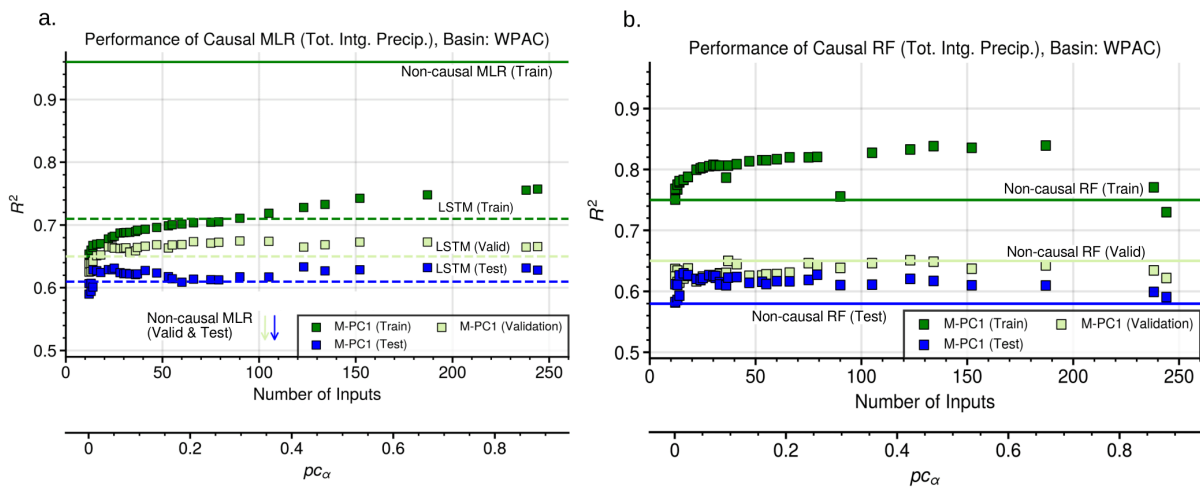 a.
Performance of Causal MLR (Tot. Intg. Precip.), Basin: WPAC)
Non-causal MLR (Train)
LSTM (Train)
LSTM (Valid)
LSTM (Test)
Non-causal MLR
(Valid & Test)
M-PC1 (Train)
M-PC1 (Validation)
M-PC1 (Test)
R²
0.9
0.8
0.7
0.6
0.5
0 50 100 150 200 250
Number of Inputs
0 0.2 0.4 0.6 0.8
pcα
b.
Performance of Causal RF (Tot. Intg. Precip.), Basin: WPAC)
Non-causal RF (Train)
Non-causal RF (Valid)
Non-causal RF (Test)
M-PC1 (Train)
M-PC1 (Validation)
M-PC1 (Test)
R²
0.9
0.8
0.7
0.6
0.5
0 50 100 150 200 250
Number of Inputs
0 0.2 0.4 0.6 0.8
pcα